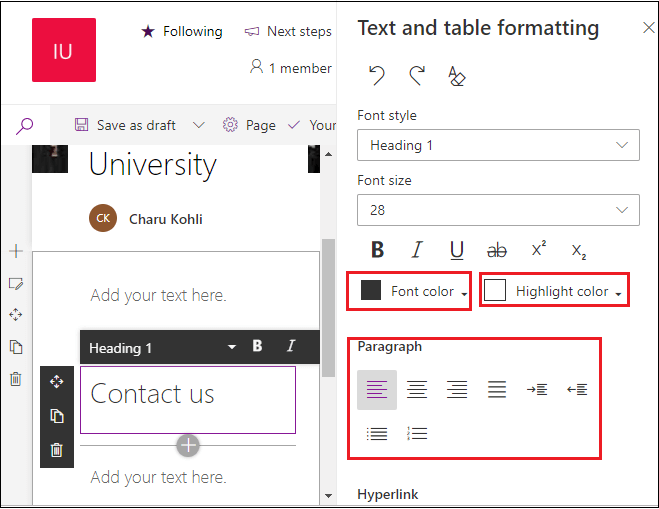 IU
Following
Next steps
1 member
Save as draft
Page
Your
University
CK
Charu Kohli
Add your text here.
Heading 1
B
I
Contact us
Add your text here.
Text and table formatting
Font style
Heading 1
Font size
28
B I U ab x² x₂
Font color
Highlight color
Paragraph
Hyperlink